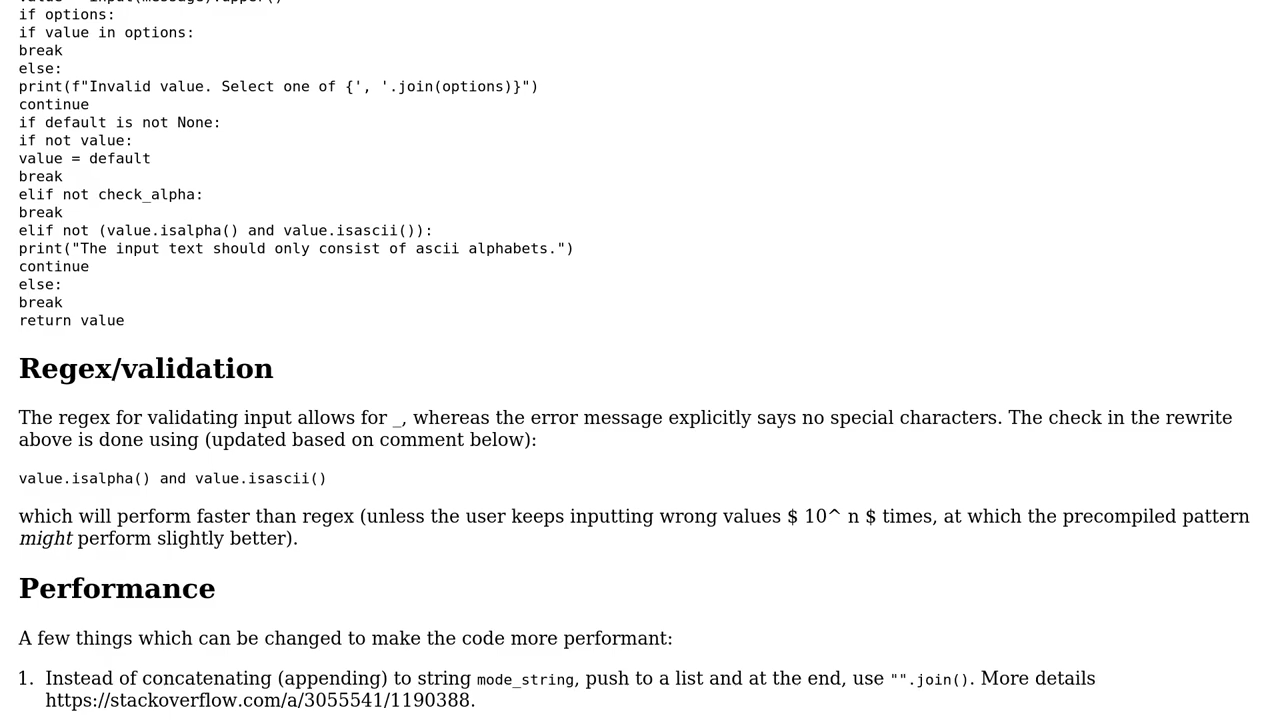 if options:
if value in options:
break
else:
print(f"Invalid value. Select one of {', '.join(options)}")
continue
if default is not None:
if not value:
value = default
break
elif not check_alpha:
break
elif not (value.isalpha() and value.isascii()):
print("The input text should only consist of ascii alphabets.")
continue
else:
break
return value
Regex/validation
The regex for validating input allows for _, whereas the error message explicitly says no special characters. The check in the rewrite
above is done using (updated based on comment below):
value.isalpha() and value.isascii()
which will perform faster than regex (unless the user keeps inputting wrong values $ 10^ n $ times, at which the precompiled pattern
might perform slightly better).
Performance
A few things which can be changed to make the code more performant:
1. Instead of concatenating (appending) to string mode_string, push to a list and at the end, use "".join(). More details
https://stackoverflow.com/a/3055541/1190388.